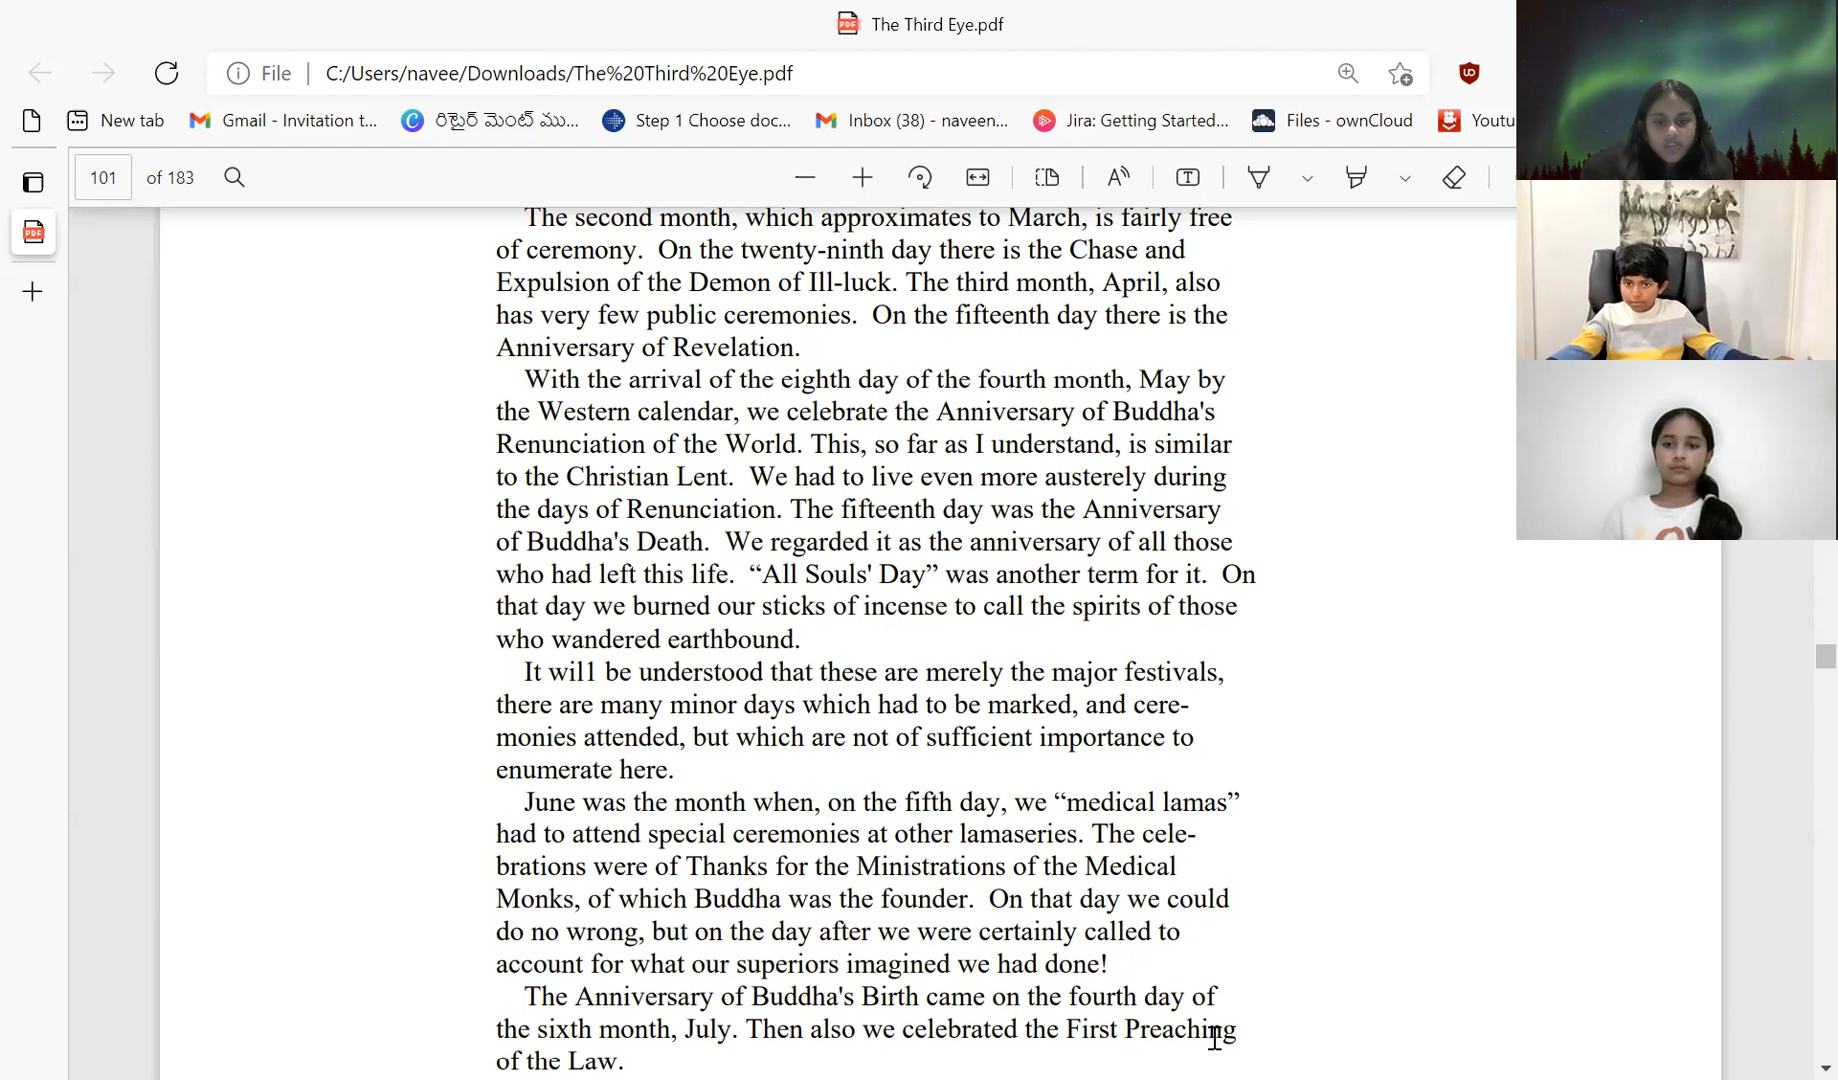 The Third Eye.pdf
File C:/Users/navee/Downloads/The%20Third%20Eye.pdf
New tab Gmail - Invitation t... రిటైర్ మెంట్ ము... Step 1 Choose doc... Inbox (38) - naveen... Jira: Getting Started... Files - ownCloud Youtu
101 of 183
The second month, which approximates to March, is fairly free
of ceremony. On the twenty-ninth day there is the Chase and
Expulsion of the Demon of Ill-luck. The third month, April, also
has very few public ceremonies. On the fifteenth day there is the
Anniversary of Revelation.
With the arrival of the eighth day of the fourth month, May by
the Western calendar, we celebrate the Anniversary of Buddha's
Renunciation of the World. This, so far as I understand, is similar
to the Christian Lent. We had to live even more austerely during
the days of Renunciation. The fifteenth day was the Anniversary
of Buddha's Death. We regarded it as the anniversary of all those
who had left this life. “All Souls' Day” was another term for it. On
that day we burned our sticks of incense to call the spirits of those
who wandered earthbound.
It wil1 be understood that these are merely the major festivals,
there are many minor days which had to be marked, and cere-
monies attended, but which are not of sufficient importance to
enumerate here.
June was the month when, on the fifth day, we “medical lamas”
had to attend special ceremonies at other lamaseries. The cele-
brations were of Thanks for the Ministrations of the Medical
Monks, of which Buddha was the founder. On that day we could
do no wrong, but on the day after we were certainly called to
account for what our superiors imagined we had done!
The Anniversary of Buddha's Birth came on the fourth day of
the sixth month, July. Then also we celebrated the First Preaching
of the Law.